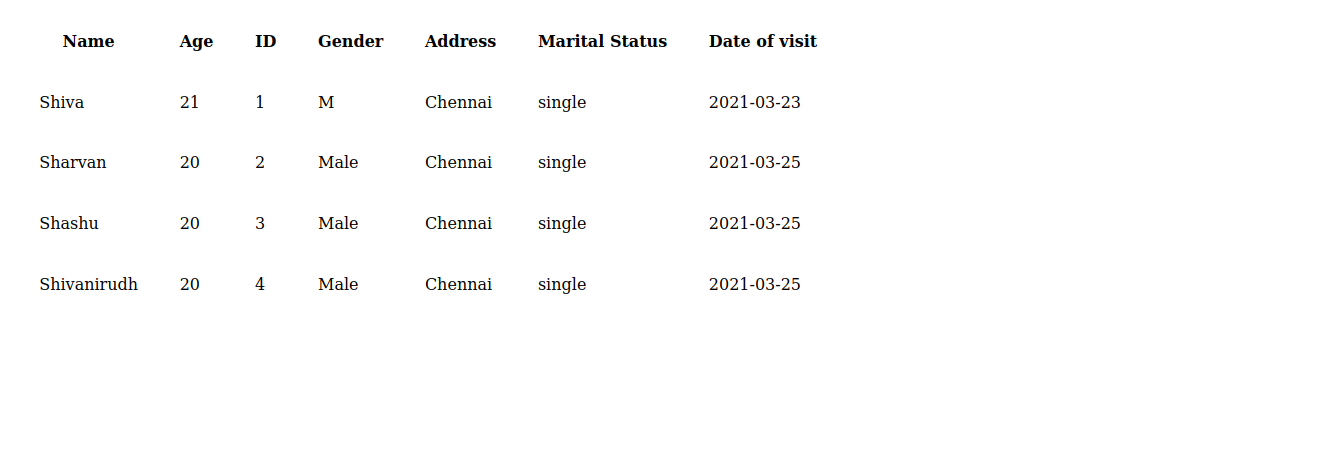 Name Age ID Gender Address Marital Status Date of visit
Shiva 21 1 M Chennai single 2021-03-23
Sharvan 20 2 Male Chennai single 2021-03-25
Shashu 20 3 Male Chennai single 2021-03-25
Shivanirudh 20 4 Male Chennai single 2021-03-25